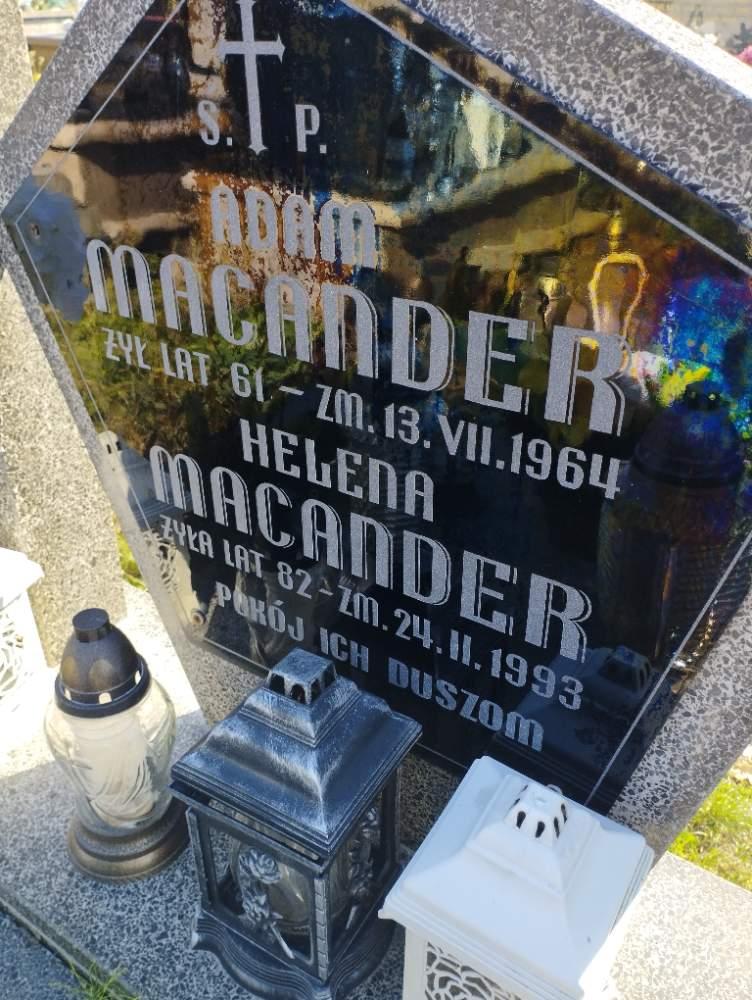 Ś. P.
ADAM
MACANDER
ŻYŁ LAT 61 – ZM. 13. VII. 1964
HELENA
MACANDER
ŻYŁA LAT 82 – ZM. 24. II. 1993
POKÓJ ICH DUSZOM